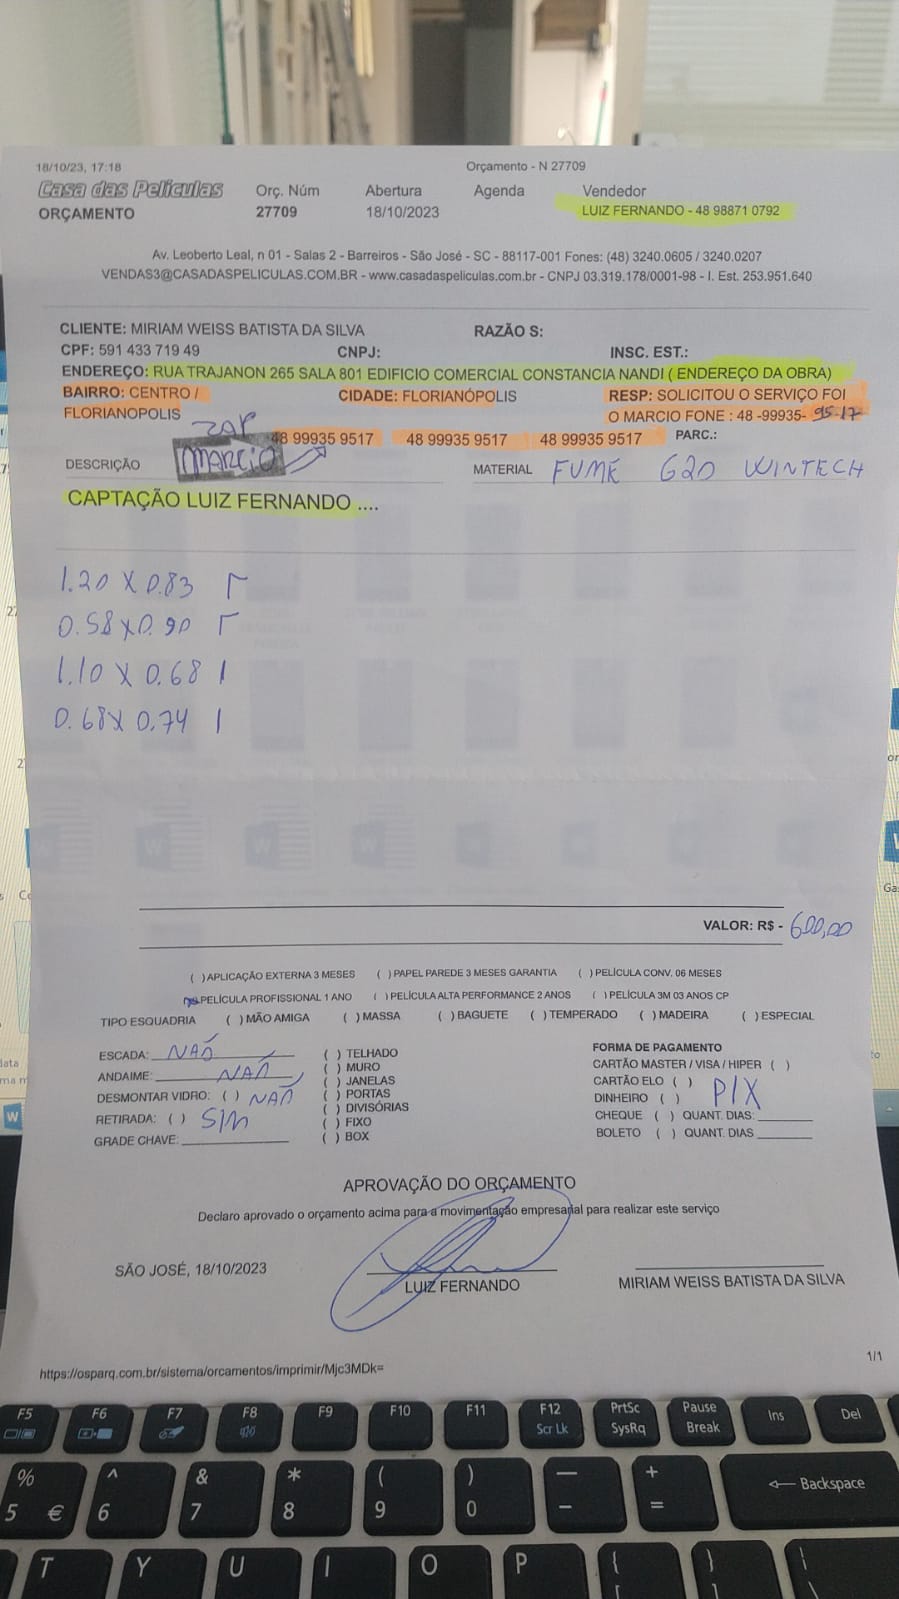 18/10/23, 17:18 Orçamento - N 27709
Casa das Películas Orç. Núm Abertura Agenda Vendedor
ORÇAMENTO 27709 18/10/2023 LUIZ FERNANDO - 48 98871 0792
Av. Leoberto Leal, n 01 - Salas 2 - Barreiros - São José - SC - 88117-001 Fones: (48) 3240.0605 / 3240.0207
VENDAS3@CASADASPELICULAS.COM.BR - www.casadaspeliculas.com.br - CNPJ 03.319.178/0001-98 - I. Est. 253.951.640
CLIENTE: MIRIAM WEISS BATISTA DA SILVA RAZÃO S:
CPF: 591 433 719 49 CNPJ: INSC. EST.:
ENDEREÇO: RUA TRAJANON 265 SALA 801 EDIFICIO COMERCIAL CONSTANCIA NANDI ( ENDEREÇO DA OBRA)
BAIRRO: CENTRO / CIDADE: FLORIANÓPOLIS RESP: SOLICITOU O SERVIÇO FOI
FLORIANOPOLIS O MARCIO FONE : 48 -99935- 95-17
ZAP 48 99935 9517 48 99935 9517 48 99935 9517 PARC.:
DESCRIÇÃO MARCIO MATERIAL FUME G20 WINTECH
CAPTAÇÃO LUIZ FERNANDO ....
1.20 X 0.83
0.58 X 0.90
1.10 X 0.68 1
0.68 X 0.74 1
VALOR: R$ - 600,00
( )APLICAÇÃO EXTERNA 3 MESES ( )PAPEL PAREDE 3 MESES GARANTIA ( )PELÍCULA CONV. 06 MESES
PELÍCULA PROFISSIONAL 1 ANO ( )PELÍCULA ALTA PERFORMANCE 2 ANOS ( )PELÍCULA 3M 03 ANOS CP
TIPO ESQUADRIA ( )MÃO AMIGA ( )MASSA ( )BAGUETE ( )TEMPERADO ( )MADEIRA ( )ESPECIAL
ESCADA: NAÕ ( ) TELHADO FORMA DE PAGAMENTO
ANDAIME: NAÕ ( ) MURO CARTÃO MASTER / VISA / HIPER ( )
DESMONTAR VIDRO: ( ) NAÕ ( ) JANELAS CARTÃO ELO ( ) PIX
RETIRADA: ( ) SIM ( ) PORTAS DINHEIRO ( )
GRADE CHAVE: ( ) DIVISÓRIAS CHEQUE ( ) QUANT. DIAS:
( ) FIXO BOLETO ( ) QUANT. DIAS
( ) BOX
APROVAÇÃO DO ORÇAMENTO
Declaro aprovado o orçamento acima para a movimentação empresarial para realizar este serviço
SÃO JOSÉ, 18/10/2023 LUIZ FERNANDO MIRIAM WEISS BATISTA DA SILVA
1/1
https://osparq.com.br/sistema/orcamentos/imprimir/Mjc3MDk=
F5 F6 F7 F8 F9 F10 F11 F12 Scr Lk PrtSc SysRq Pause Break Ins Del
% 5 € ^ 6 & 7 * 8 ( 9 ) 0 — - + = Backspace
T Y U I O P { [ } ] |